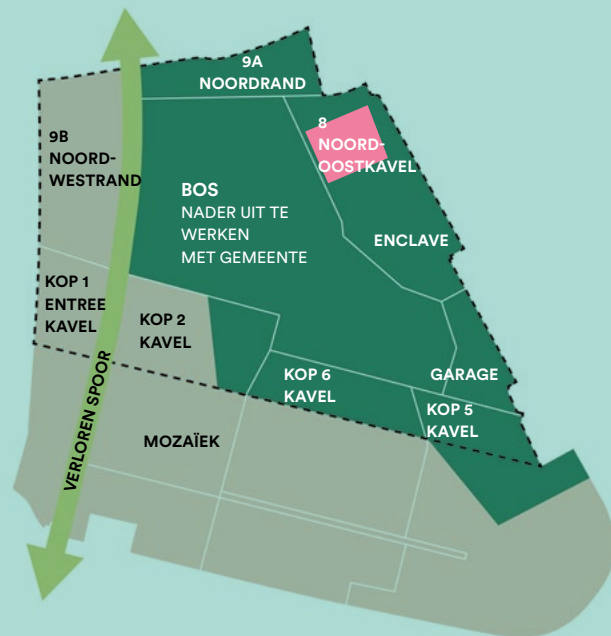 9A
NOORDRAND
8
NOORD-
OOSTKAVEL
9B
NOORD-
WESTRAND
BOS
NADER UIT TE
WERKEN
MET GEMEENTE
ENCLAVE
KOP 1
ENTREE
KAVEL
KOP 2
KAVEL
VERLOREN SPOOR
KOP 6
KAVEL
GARAGE
KOP 5
KAVEL
MOZAÏEK